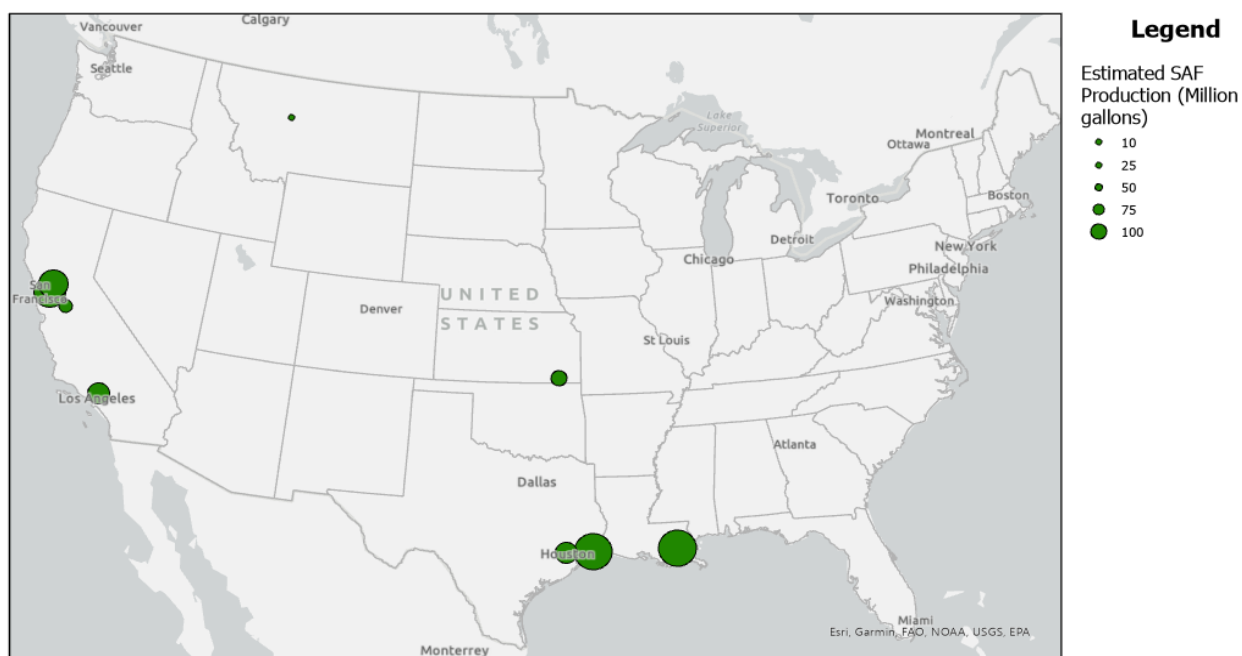 Calgary
Vancouver
Seattle
Lake
Superior
Montreal
Ottawa
Toronto
Boston
Detroit
Chicago
New York
Philadelphia
Washington
San
Francisco
Denver
UNITED
STATES
St Louis
Los Angeles
Atlanta
Dallas
Houston
Miami
Monterrey
Esri, Garmin, FAO, NOAA, USGS, EPA
Legend
Estimated SAF
Production (Million
gallons)
10
25
50
75
100